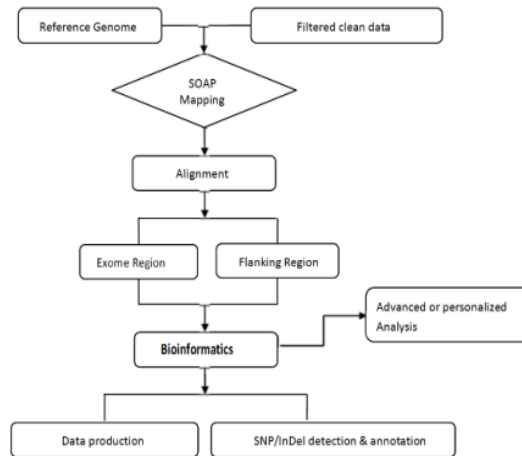 Reference Genome
Filtered clean data
SOAP
Mapping
Alignment
Exome Region
Flanking Region
Advanced or personalized
Analysis
Bioinformatics
Data production
SNP/InDel detection & annotation